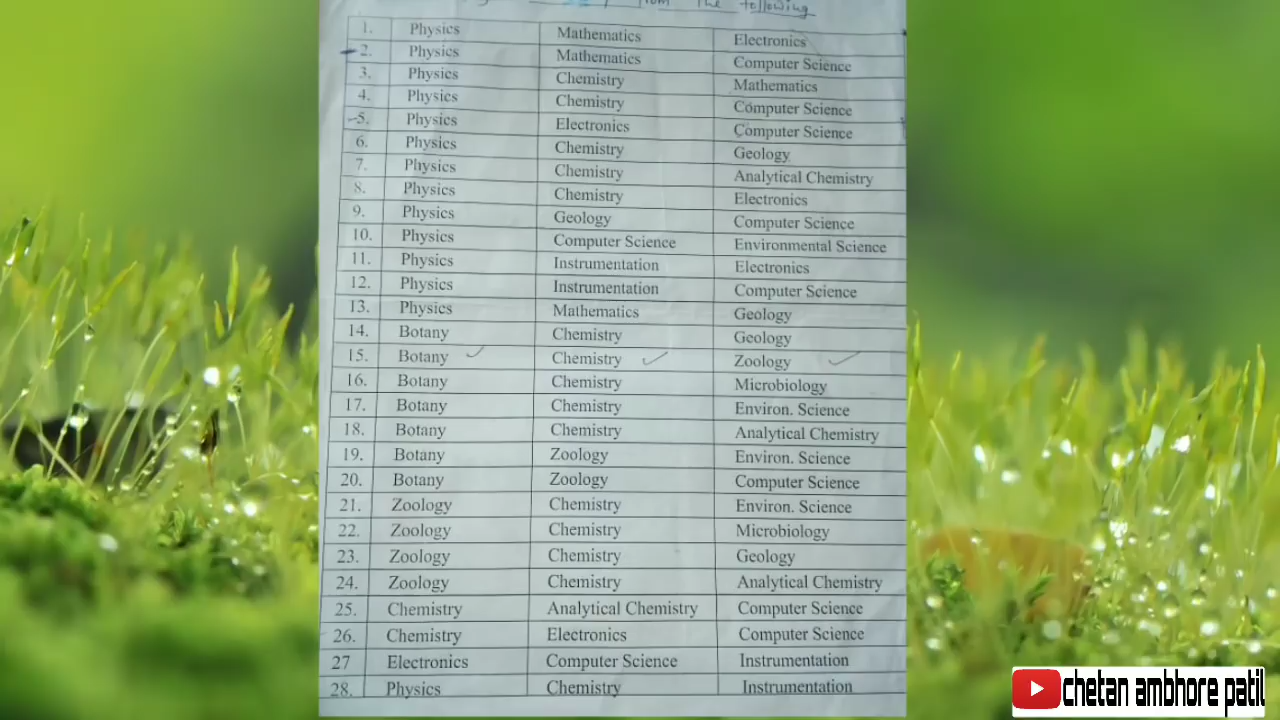 from the following
1. Physics Mathematics Electronics
2. Physics Mathematics Computer Science
3. Physics Chemistry Mathematics
4. Physics Chemistry Computer Science
5. Physics Electronics Computer Science
6. Physics Chemistry Geology
7. Physics Chemistry Analytical Chemistry
8. Physics Chemistry Electronics
9. Physics Geology Computer Science
10. Physics Computer Science Environmental Science
11. Physics Instrumentation Electronics
12. Physics Instrumentation Computer Science
13. Physics Mathematics Geology
14. Botany Chemistry Geology
15. Botany Chemistry Zoology
16. Botany Chemistry Microbiology
17. Botany Chemistry Environ. Science
18. Botany Chemistry Analytical Chemistry
19. Botany Zoology Environ. Science
20. Botany Zoology Computer Science
21. Zoology Chemistry Environ. Science
22. Zoology Chemistry Microbiology
23. Zoology Chemistry Geology
24. Zoology Chemistry Analytical Chemistry
25. Chemistry Analytical Chemistry Computer Science
26. Chemistry Electronics Computer Science
27 Electronics Computer Science Instrumentation
28. Physics Chemistry Instrumentation
chetan ambhore patil